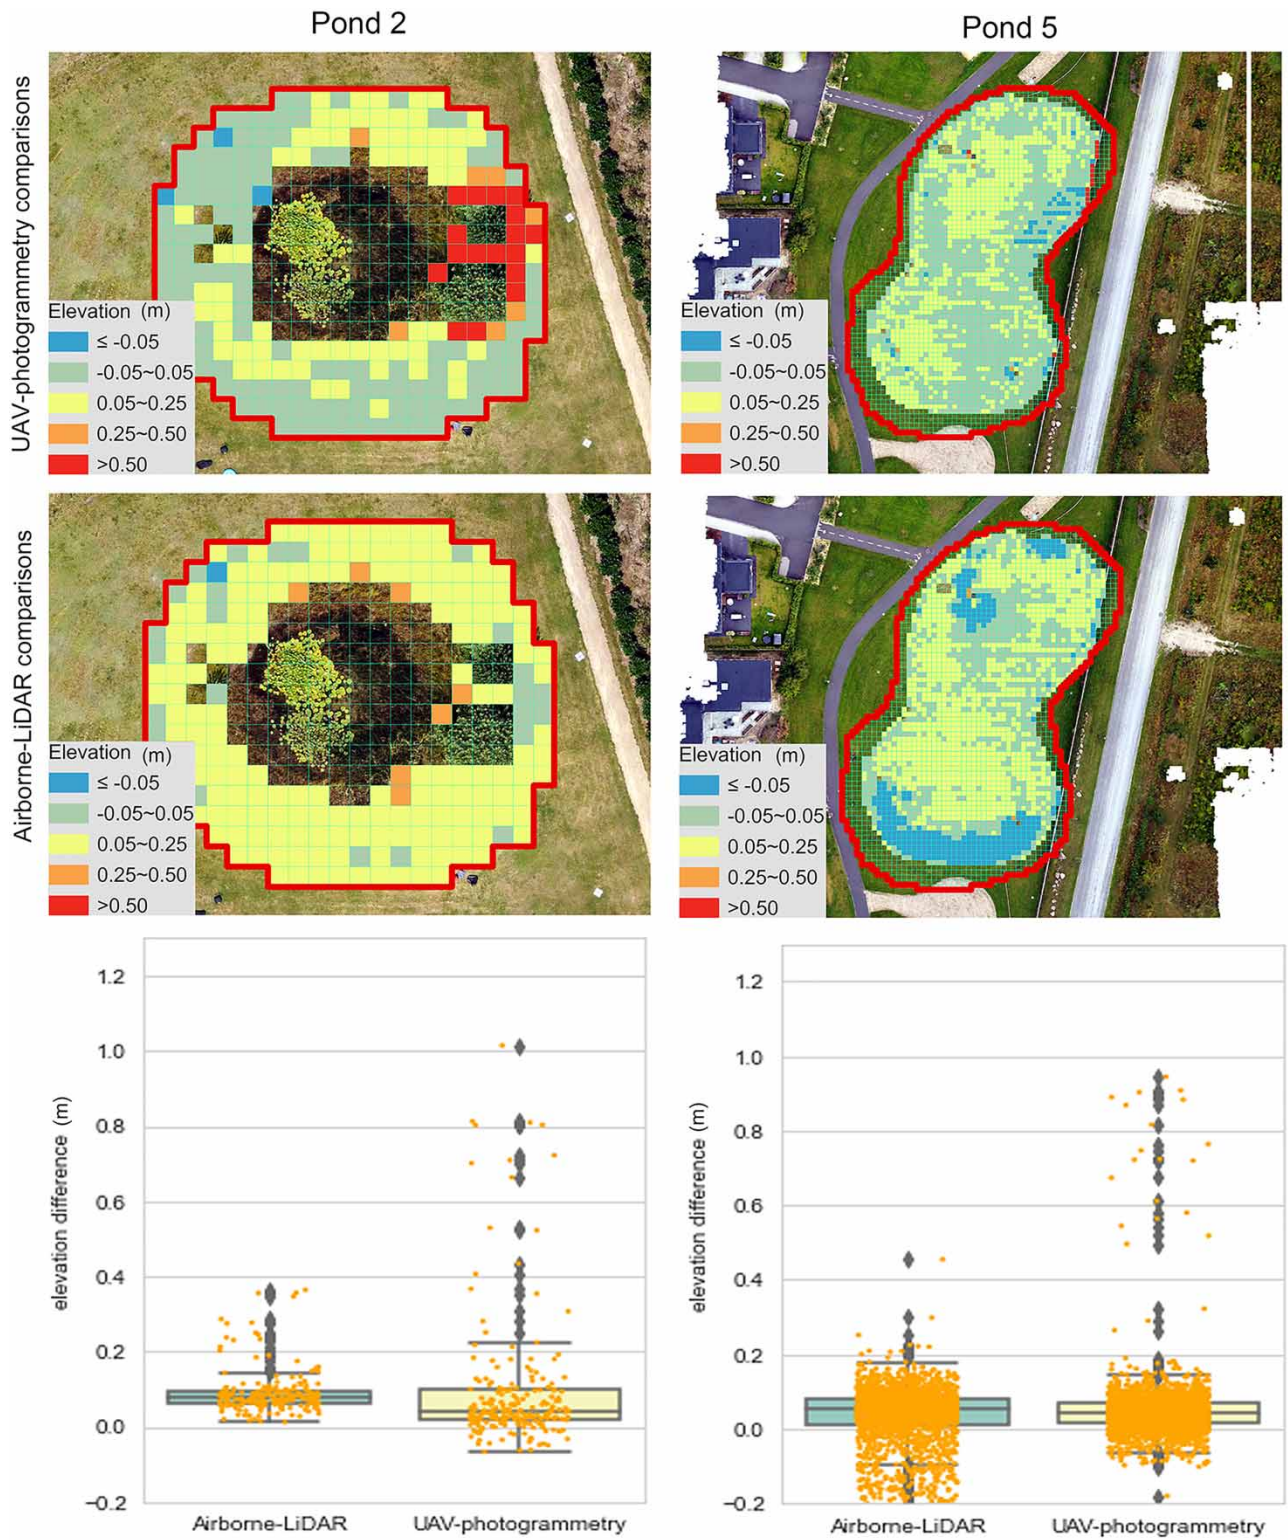 Pond 2
Pond 5
UAV-photogrammetry comparisons
Elevation (m)
≤ -0.05
-0.05~0.05
0.05~0.25
0.25~0.50
>0.50
Elevation (m)
≤ -0.05
-0.05~0.05
0.05~0.25
0.25~0.50
>0.50
Airborne-LiDAR comparisons
Elevation (m)
≤ -0.05
-0.05~0.05
0.05~0.25
0.25~0.50
>0.50
Elevation (m)
≤ -0.05
-0.05~0.05
0.05~0.25
0.25~0.50
>0.50
elevation difference (m)
1.2
1.0
0.8
0.6
0.4
0.2
0.0
−0.2
Airborne-LiDAR
UAV-photogrammetry
elevation difference (m)
1.2
1.0
0.8
0.6
0.4
0.2
0.0
−0.2
Airborne-LiDAR
UAV-photogrammetry